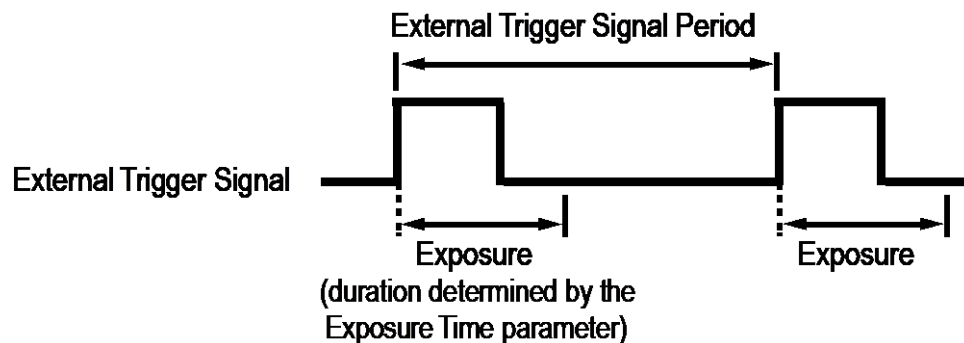 External Trigger Signal Period
External Trigger Signal
Exposure
(duration determined by the
Exposure Time parameter)
Exposure